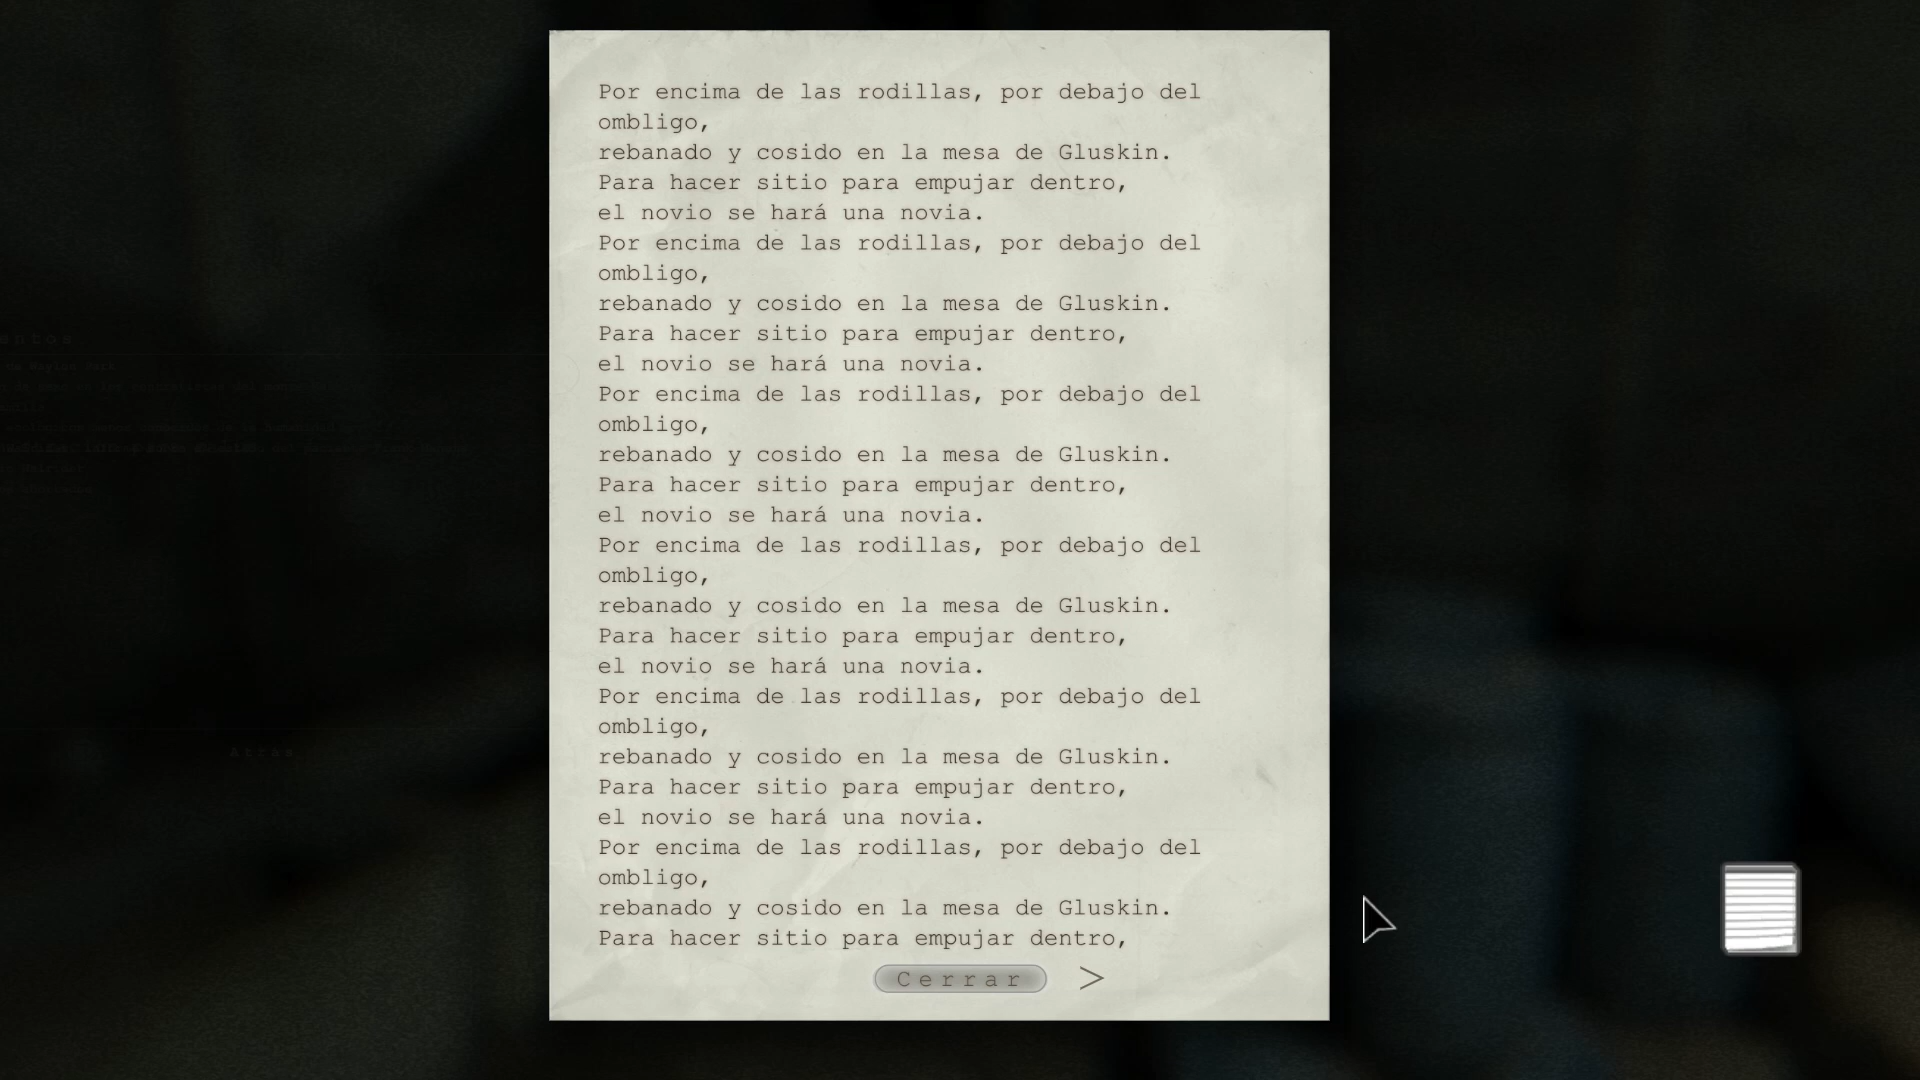 Por encima de las rodillas, por debajo del
ombligo,
rebanado y cosido en la mesa de Gluskin.
Para hacer sitio para empujar dentro,
el novio se hará una novia.
Por encima de las rodillas, por debajo del
ombligo,
rebanado y cosido en la mesa de Gluskin.
Para hacer sitio para empujar dentro,
el novio se hará una novia.
Por encima de las rodillas, por debajo del
ombligo,
rebanado y cosido en la mesa de Gluskin.
Para hacer sitio para empujar dentro,
el novio se hará una novia.
Por encima de las rodillas, por debajo del
ombligo,
rebanado y cosido en la mesa de Gluskin.
Para hacer sitio para empujar dentro,
el novio se hará una novia.
Por encima de las rodillas, por debajo del
ombligo,
rebanado y cosido en la mesa de Gluskin.
Para hacer sitio para empujar dentro,
el novio se hará una novia.
Por encima de las rodillas, por debajo del
ombligo,
rebanado y cosido en la mesa de Gluskin.
Para hacer sitio para empujar dentro,
Cerrar >
entos
de Waylon Park
Atrás